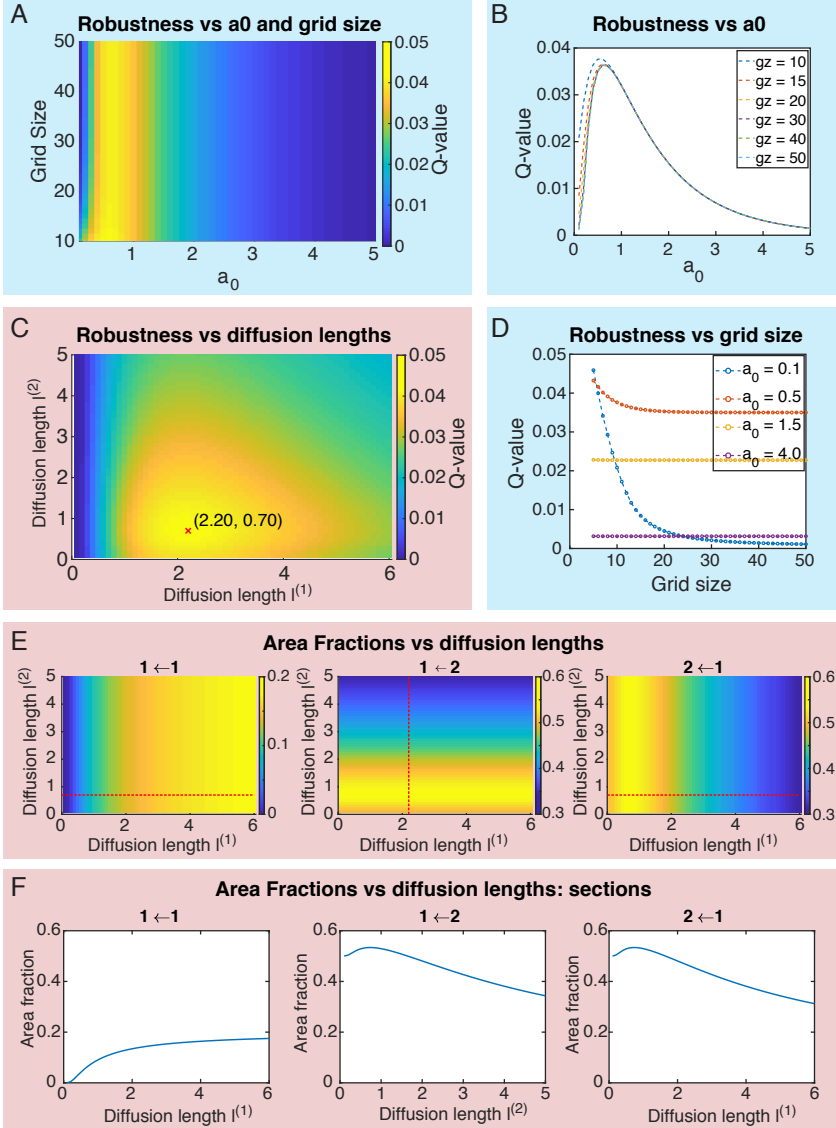 A
Robustness vs a0 and grid size
50
40
30
20
10
Grid Size
1 2 3 4 5
a0
0.05
0.04
0.03
0.02
0.01
0
Q-value
B
Robustness vs a0
0.04
0.03
0.02
0.01
0
Q-value
0 1 2 3 4 5
a0
gz = 10
gz = 15
gz = 20
gz = 30
gz = 40
gz = 50
C
Robustness vs diffusion lengths
5
4
3
2
1
0
Diffusion length l(2)
(2.20, 0.70)
0 2 4 6
Diffusion length l(1)
0.05
0.04
0.03
0.02
0.01
0
Q-value
D
Robustness vs grid size
0.05
0.04
0.03
0.02
0.01
0
Q-value
0 10 20 30 40 50
Grid size
a0 = 0.1
a0 = 0.5
a0 = 1.5
a0 = 4.0
E
Area Fractions vs diffusion lengths
1 ←1
5
4
3
2
1
0
Diffusion length l(2)
0 2 4 6
Diffusion length l(1)
0.2
0.1
0
1 ←2
5
4
3
2
1
0
Diffusion length l(2)
0 2 4 6
Diffusion length l(1)
0.6
0.5
0.4
0.3
2 ←1
5
4
3
2
1
0
Diffusion length l(2)
0 2 4 6
Diffusion length l(1)
0.6
0.5
0.4
0.3
F
Area Fractions vs diffusion lengths: sections
1 ←1
0.6
0.4
0.2
0
Area fraction
0 2 4 6
Diffusion length l(1)
1 ←2
0.6
0.4
0.2
0
Area fraction
0 1 2 3 4 5
Diffusion length l(2)
2 ←1
0.6
0.4
0.2
0
Area fraction
0 2 4 6
Diffusion length l(1)